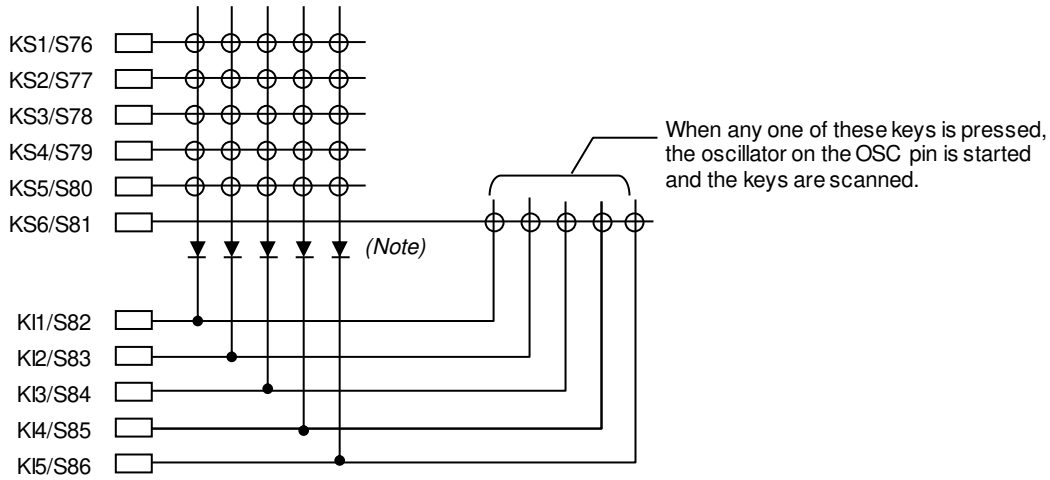 KS1/S76
KS2/S77
KS3/S78
KS4/S79
KS5/S80
KS6/S81
When any one of these keys is pressed,
the oscillator on the OSC pin is started
and the keys are scanned.
(Note)
KI1/S82
KI2/S83
KI3/S84
KI4/S85
KI5/S86